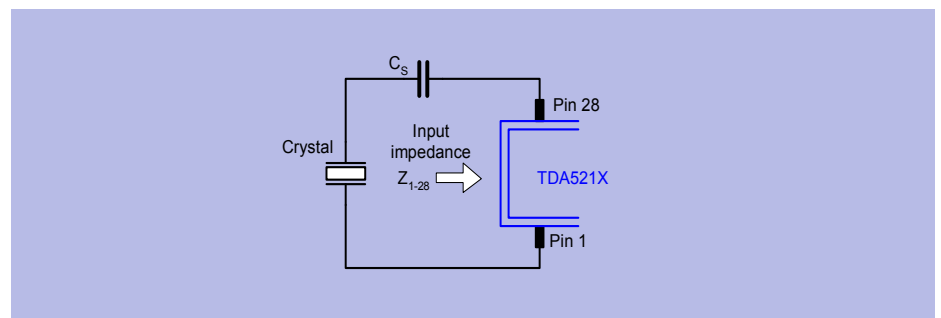 C_S
Pin 28
Input
impedance
Crystal
Z_1-28
TDA521X
Pin 1